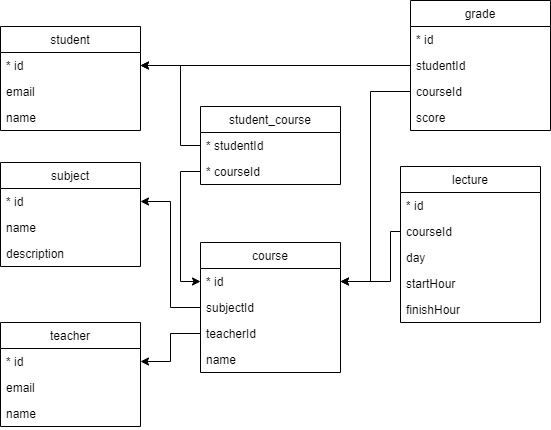 student
* id
email
name
subject
* id
name
description
teacher
* id
email
name
student_course
* studentId
* courseId
course
* id
subjectId
teacherId
name
grade
* id
studentId
courseId
score
lecture
* id
courseId
day
startHour
finishHour